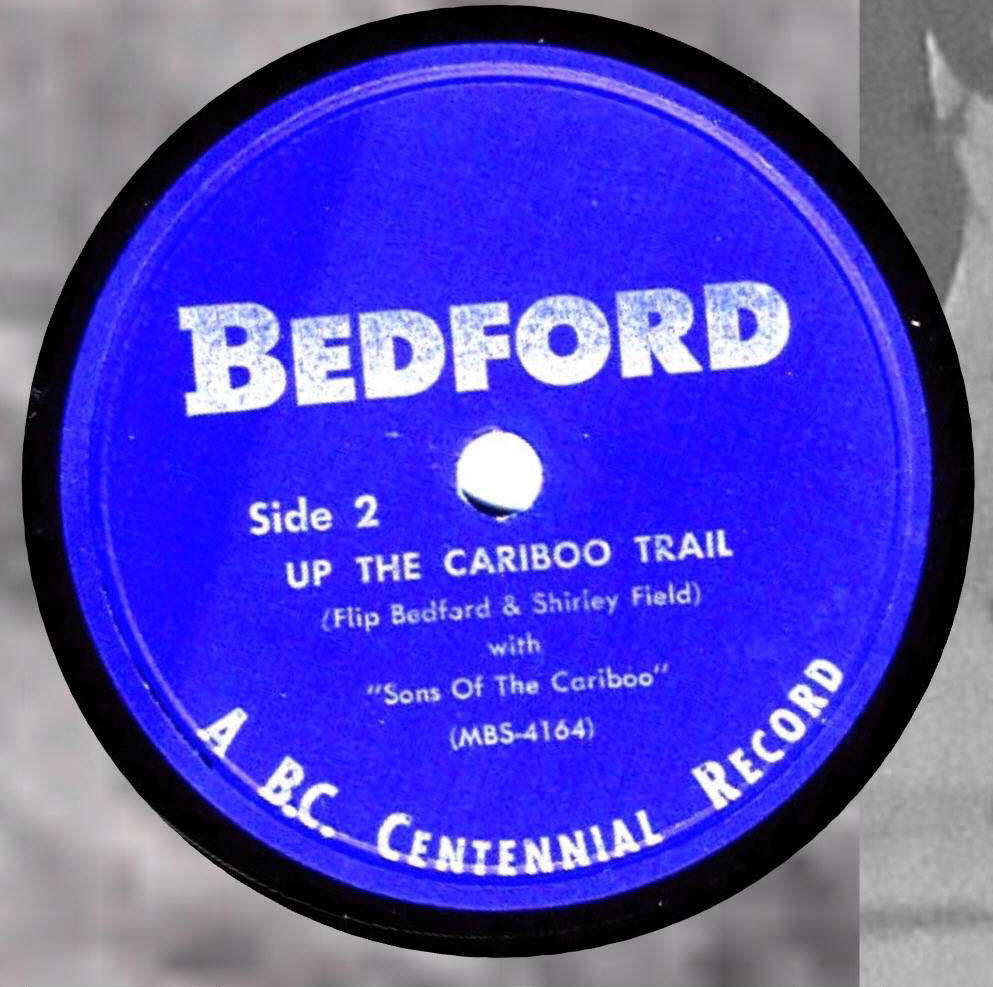 BEDFORD
Side 2
UP THE CARIBOO TRAIL
(Flip Bedford & Shirley Field)
with
"Sons Of The Cariboo"
(MBS-4164)
A B.C. CENTENNIAL RECORD